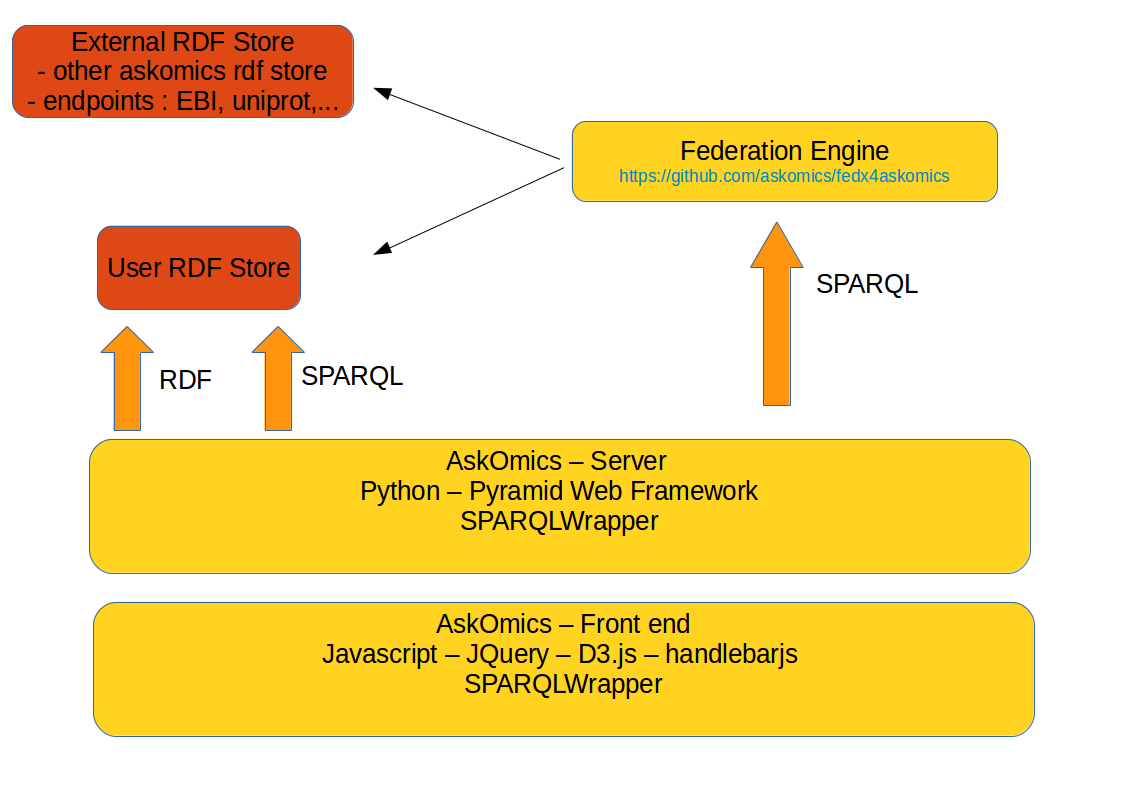 External RDF Store
- other askomics rdf store
- endpoints : EBI, uniprot,...
Federation Engine
https://github.com/askomics/fedx4askomics
User RDF Store
SPARQL
RDF
SPARQL
AskOmics – Server
Python – Pyramid Web Framework
SPARQLWrapper
AskOmics – Front end
Javascript – JQuery – D3.js – handlebarjs
SPARQLWrapper